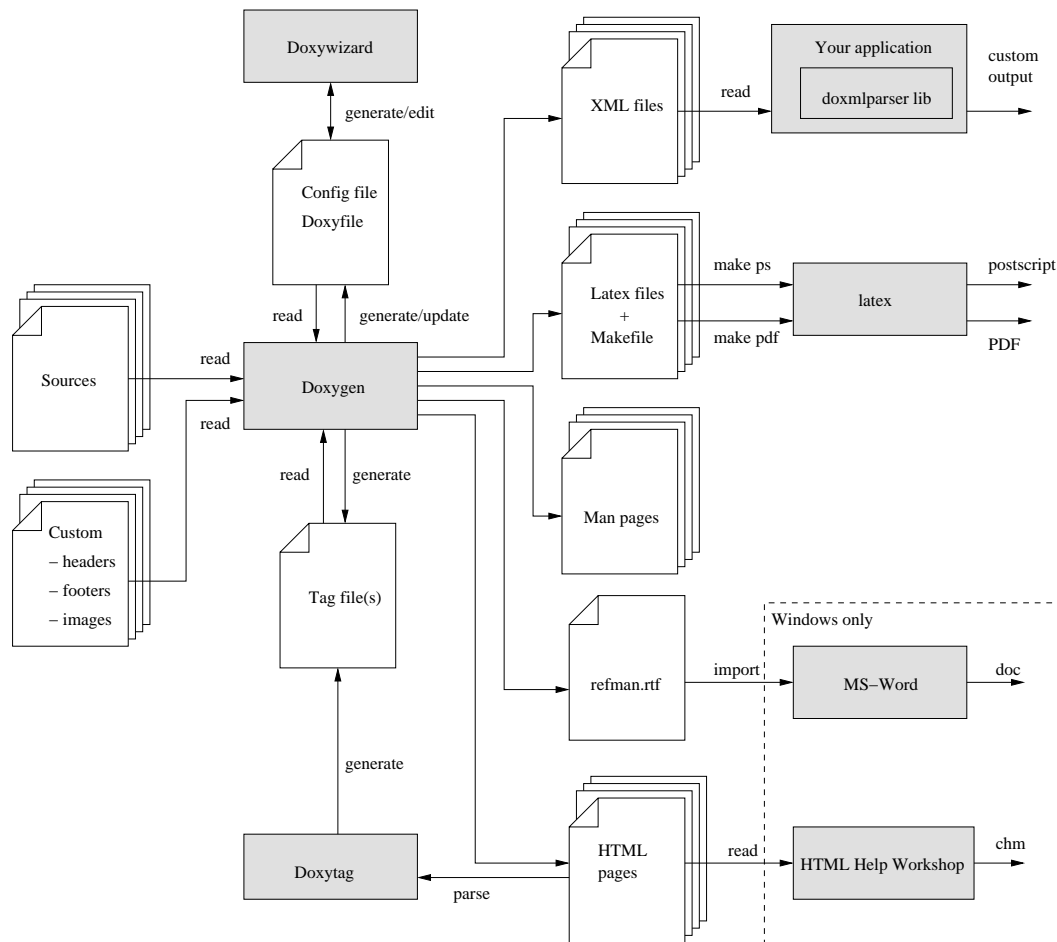 Doxywizard
generate/edit
Config file
Doxyfile
read
generate/update
Sources
read
Doxygen
read
Custom
– headers
– footers
– images
read
generate
Tag file(s)
generate
Doxytag
parse
XML files
read
Your application
doxmlparser lib
custom
output
Latex files
+
Makefile
make ps
make pdf
latex
postscript
PDF
Man pages
refman.rtf
import
Windows only
MS–Word
doc
HTML
pages
read
HTML Help Workshop
chm